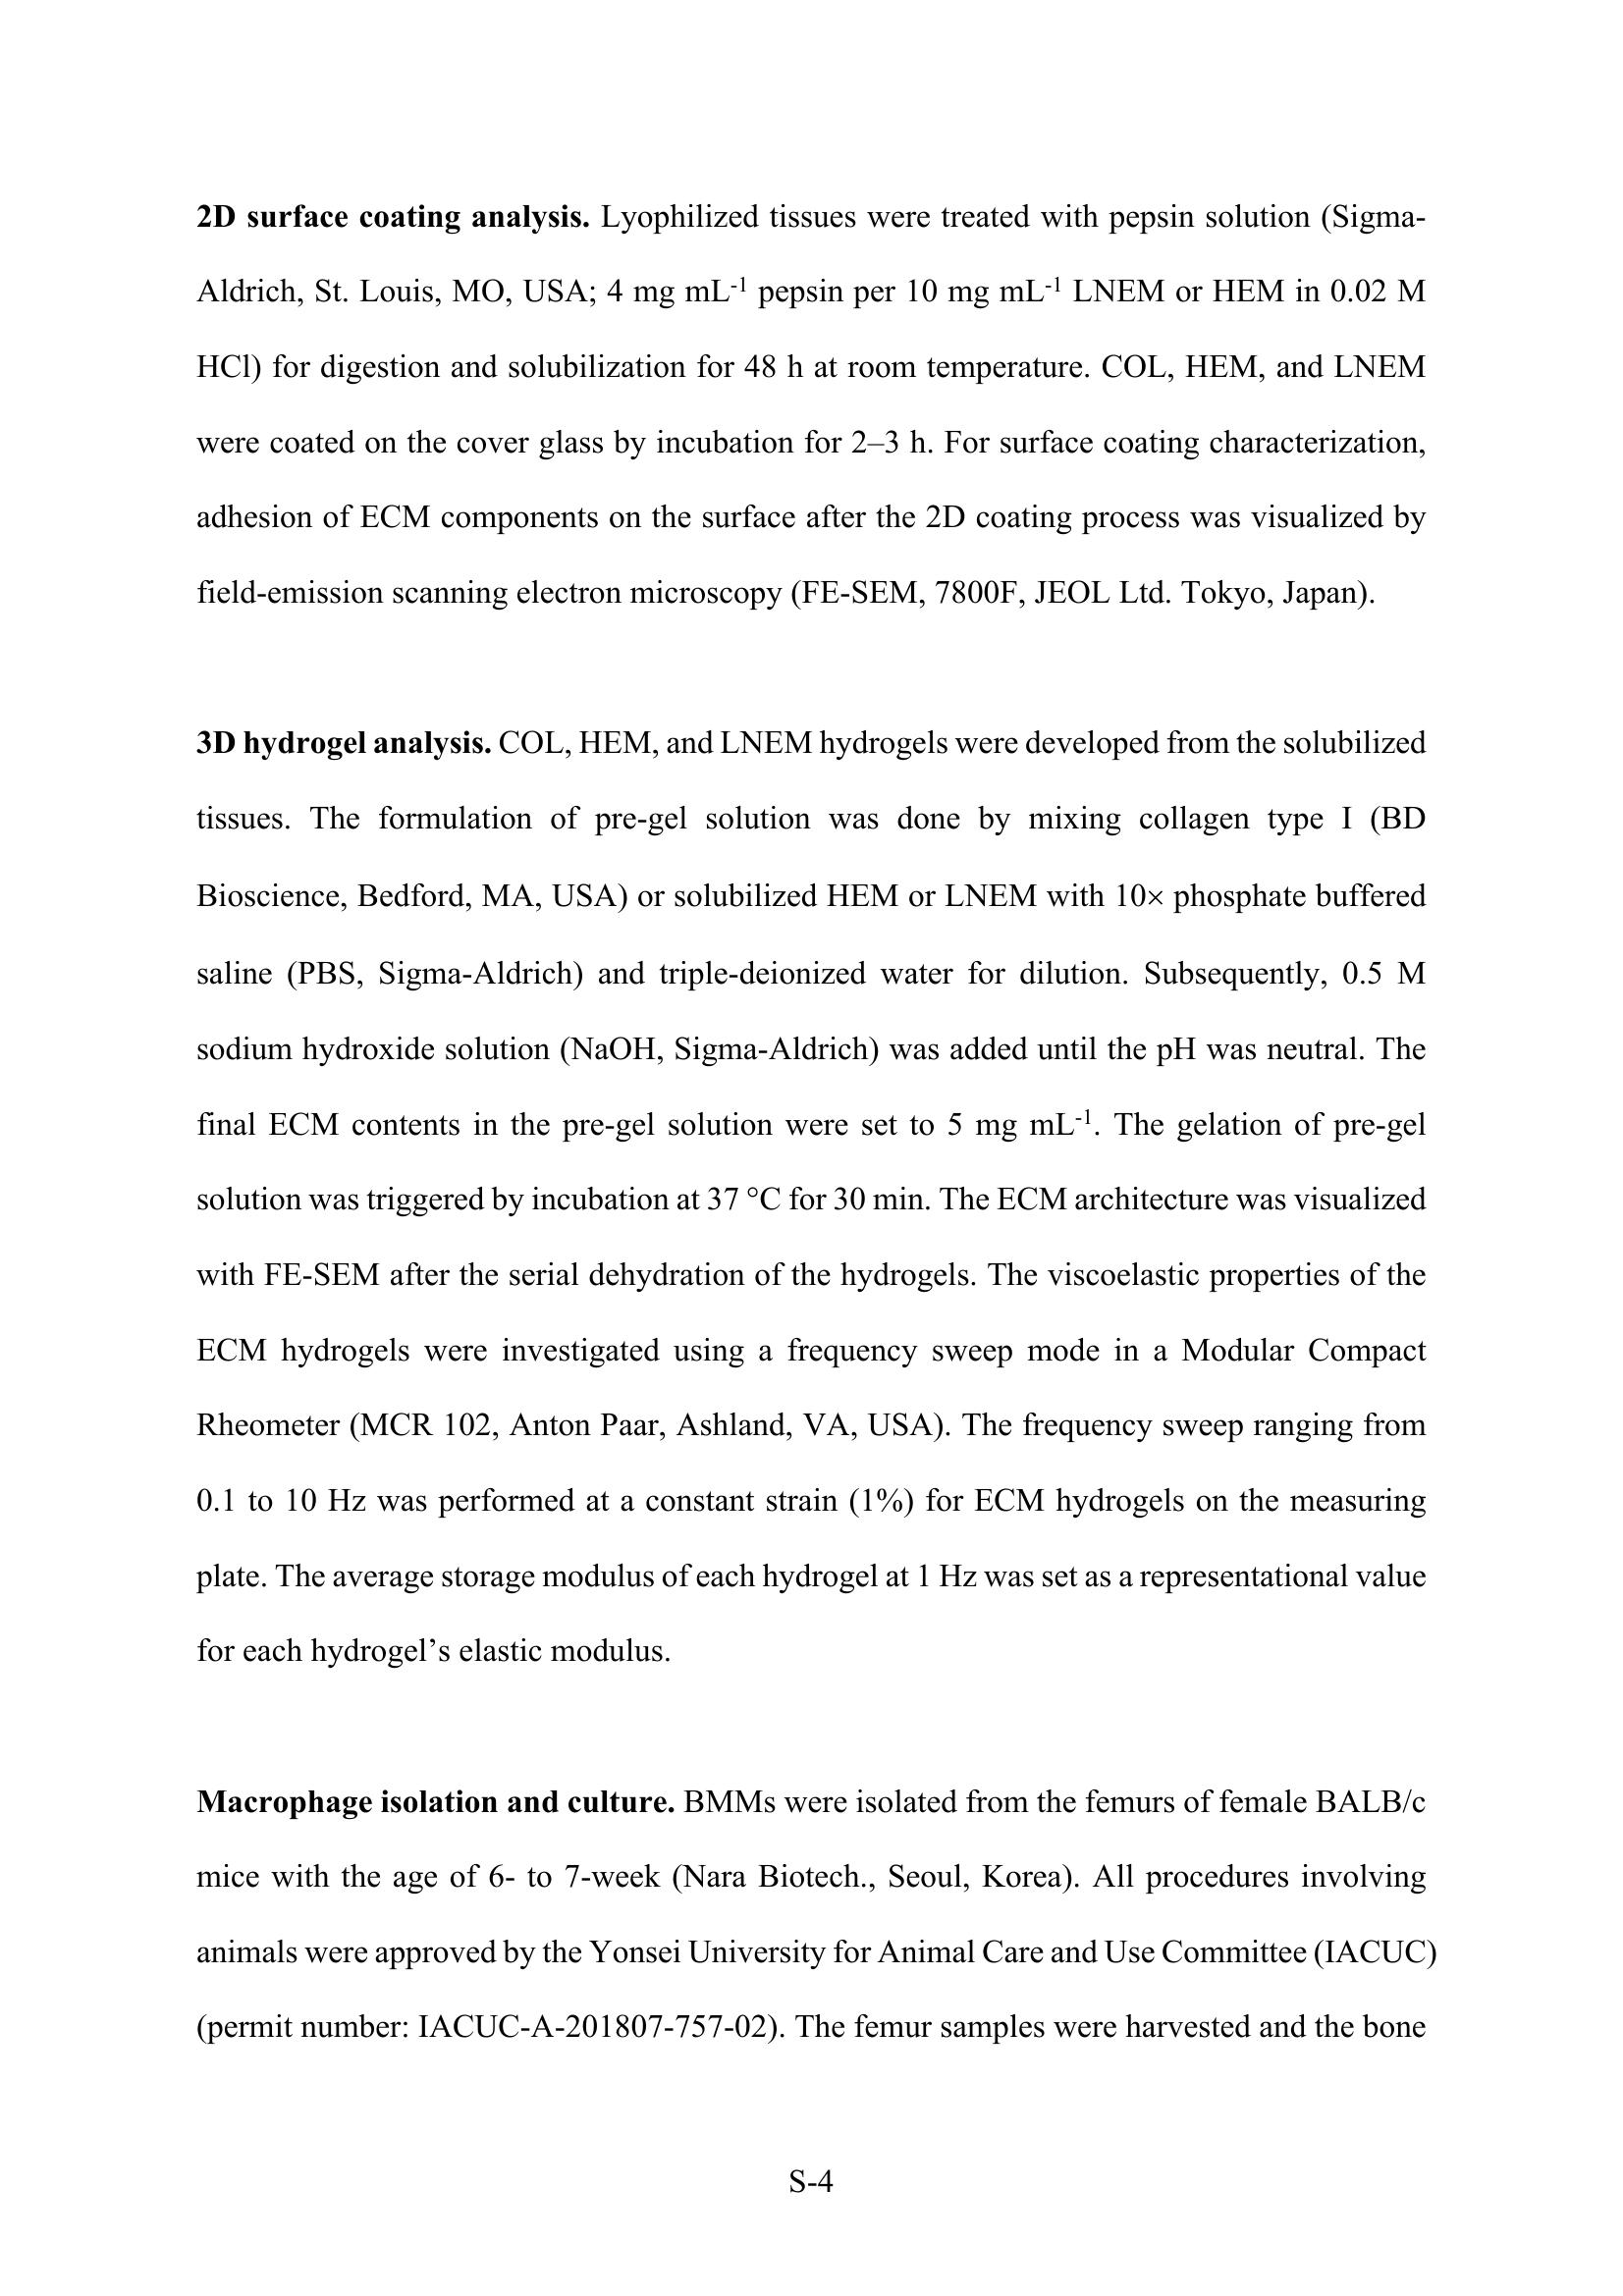 2D surface coating analysis. Lyophilized tissues were treated with pepsin solution (Sigma-
Aldrich, St. Louis, MO, USA; 4 mg mL-1 pepsin per 10 mg mL-1 LNEM or HEM in 0.02 M
HCl) for digestion and solubilization for 48 h at room temperature. COL, HEM, and LNEM
were coated on the cover glass by incubation for 2–3 h. For surface coating characterization,
adhesion of ECM components on the surface after the 2D coating process was visualized by
field-emission scanning electron microscopy (FE-SEM, 7800F, JEOL Ltd. Tokyo, Japan).
3D hydrogel analysis. COL, HEM, and LNEM hydrogels were developed from the solubilized
tissues. The formulation of pre-gel solution was done by mixing collagen type I (BD
Bioscience, Bedford, MA, USA) or solubilized HEM or LNEM with 10× phosphate buffered
saline (PBS, Sigma-Aldrich) and triple-deionized water for dilution. Subsequently, 0.5 M
sodium hydroxide solution (NaOH, Sigma-Aldrich) was added until the pH was neutral. The
final ECM contents in the pre-gel solution were set to 5 mg mL-1. The gelation of pre-gel
solution was triggered by incubation at 37 °C for 30 min. The ECM architecture was visualized
with FE-SEM after the serial dehydration of the hydrogels. The viscoelastic properties of the
ECM hydrogels were investigated using a frequency sweep mode in a Modular Compact
Rheometer (MCR 102, Anton Paar, Ashland, VA, USA). The frequency sweep ranging from
0.1 to 10 Hz was performed at a constant strain (1%) for ECM hydrogels on the measuring
plate. The average storage modulus of each hydrogel at 1 Hz was set as a representational value
for each hydrogel’s elastic modulus.
Macrophage isolation and culture. BMMs were isolated from the femurs of female BALB/c
mice with the age of 6- to 7-week (Nara Biotech., Seoul, Korea). All procedures involving
animals were approved by the Yonsei University for Animal Care and Use Committee (IACUC)
(permit number: IACUC-A-201807-757-02). The femur samples were harvested and the bone
S-4